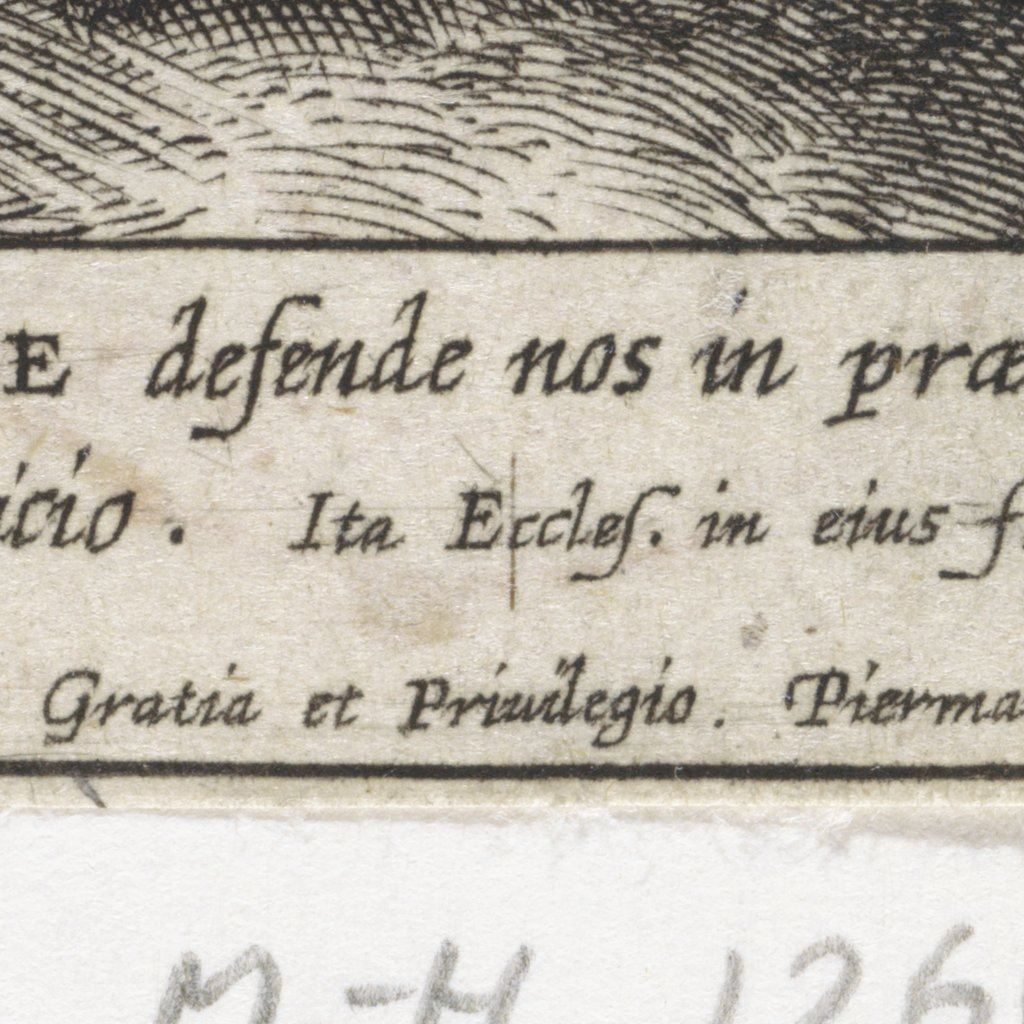 E defende nos in præ
icio. Ita Eccleſ. in eius f
Gratia et Priuilegio. Pierma
M-H 126